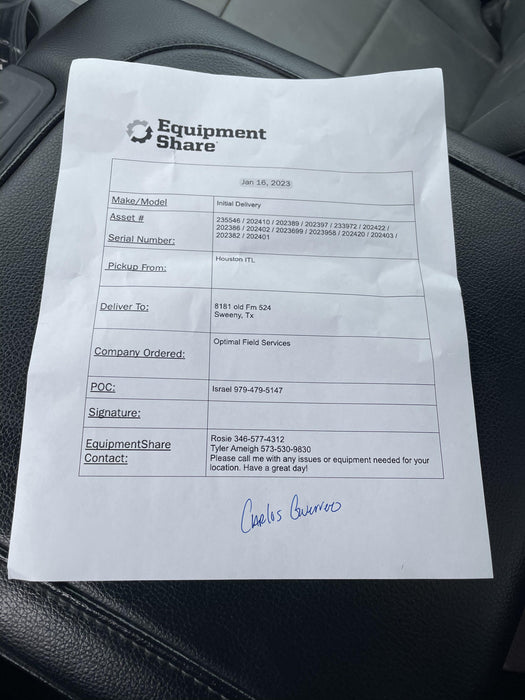 Equipment
Share
Jan 16, 2023
Make/Model
Initial Delivery
Asset #
Serial Number:
235546 / 202410 / 202389 / 202397 / 233972 / 202422 /
202386 / 202402 / 2023699 / 2023958 / 202420 / 202403 /
202382 / 202401
Pickup From:
Houston ITL
Deliver To:
8181 old Fm 524
Sweeny, Tx
Company Ordered:
Optimal Field Services
POC:
Israel 979-479-5147
Signature:
EquipmentShare
Contact:
Rosie 346-577-4312
Tyler Ameigh 573-530-9830
Please call me with any issues or equipment needed for your
location. Have a great day!
Carlos